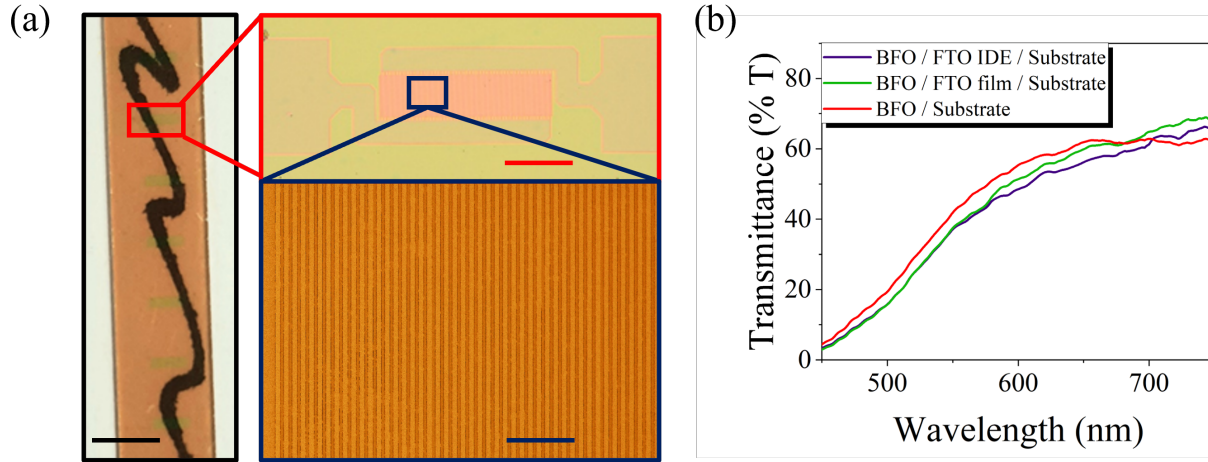 (a)
(b)
BFO / FTO IDE / Substrate
BFO / FTO film / Substrate
BFO / Substrate
Transmittance (% T)
80
60
40
20
0
500
600
700
Wavelength (nm)